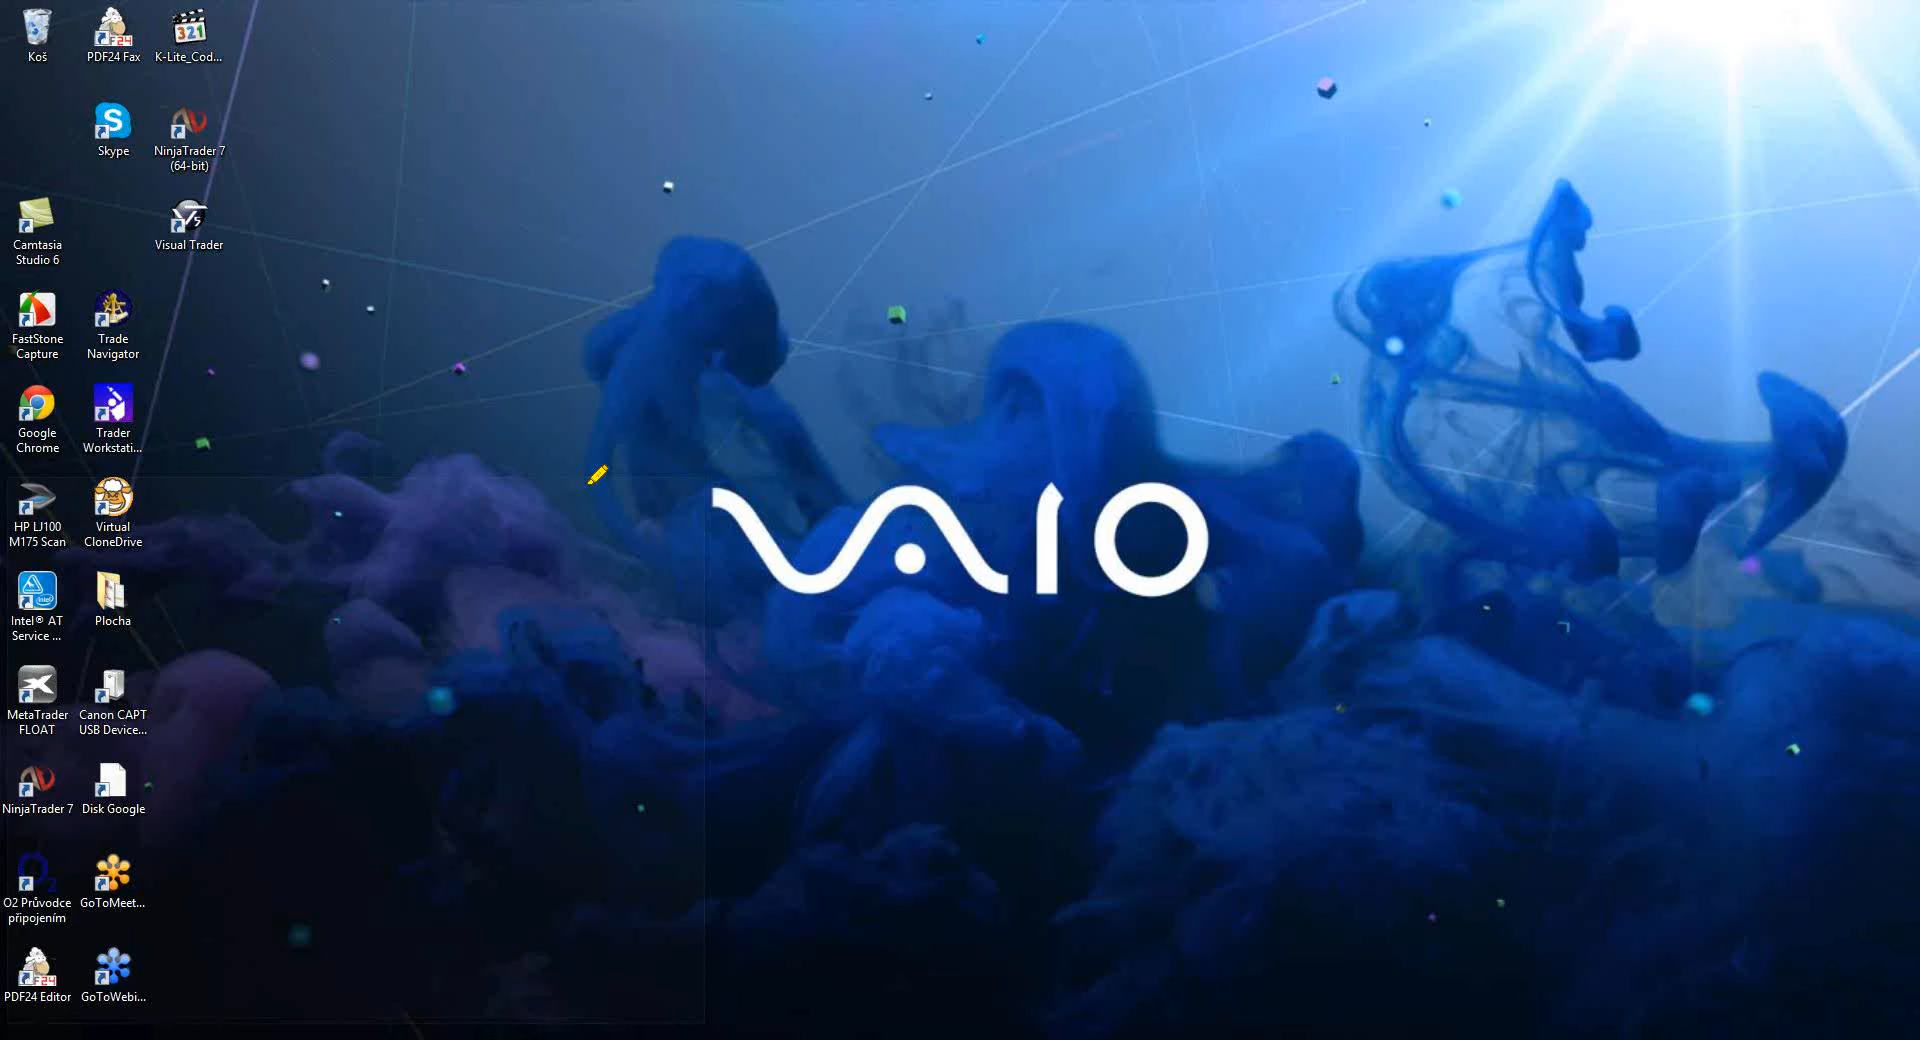 Koš
PDF24 Fax
K-Lite_Cod...
Skype
NinjaTrader 7
(64-bit)
Camtasia
Studio 6
Visual Trader
FastStone
Capture
Trade
Navigator
Google
Chrome
Trader
Workstati...
HP LJ100
M175 Scan
Virtual
CloneDrive
Intel® AT
Service ...
Plocha
MetaTrader
FLOAT
Canon CAPT
USB Device...
NinjaTrader 7
Disk Google
O2 Průvodce
připojením
GoToMeet...
PDF24 Editor
GoToWebi...
VAIO